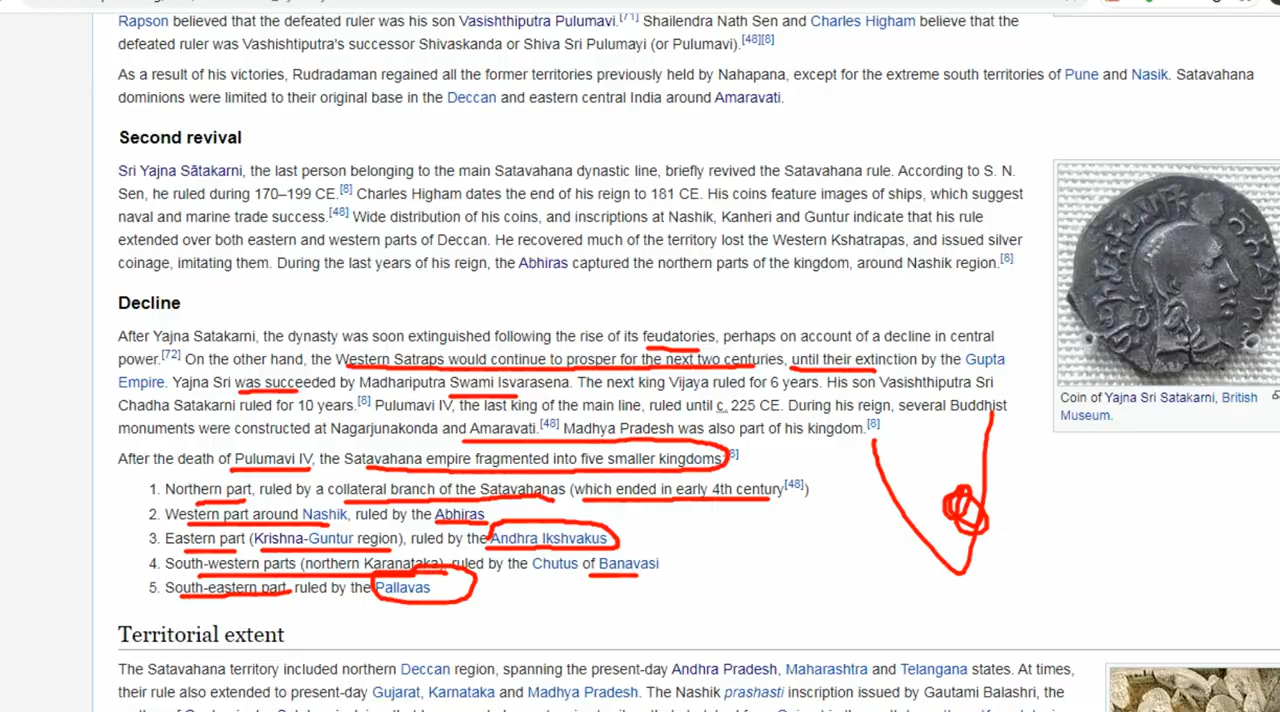 Rapson believed that the defeated ruler was his son Vasishthiputra Pulumavi.[71] Shailendra Nath Sen and Charles Higham believe that the
defeated ruler was Vashishtiputra's successor Shivaskanda or Shiva Sri Pulumayi (or Pulumavi).[48][8]
As a result of his victories, Rudradaman regained all the former territories previously held by Nahapana, except for the extreme south territories of Pune and Nasik. Satavahana
dominions were limited to their original base in the Deccan and eastern central India around Amaravati.
Second revival
Sri Yajna Sātakarni, the last person belonging to the main Satavahana dynastic line, briefly revived the Satavahana rule. According to S. N.
Sen, he ruled during 170–199 CE.[8] Charles Higham dates the end of his reign to 181 CE. His coins feature images of ships, which suggest
naval and marine trade success.[48] Wide distribution of his coins, and inscriptions at Nashik, Kanheri and Guntur indicate that his rule
extended over both eastern and western parts of Deccan. He recovered much of the territory lost the Western Kshatrapas, and issued silver
coinage, imitating them. During the last years of his reign, the Abhiras captured the northern parts of the kingdom, around Nashik region.[8]
Decline
After Yajna Satakarni, the dynasty was soon extinguished following the rise of its feudatories, perhaps on account of a decline in central
power.[72] On the other hand, the Western Satraps would continue to prosper for the next two centuries, until their extinction by the Gupta
Empire. Yajna Sri was succeeded by Madhariputra Swami Isvarasena. The next king Vijaya ruled for 6 years. His son Vasishthiputra Sri
Chadha Satakarni ruled for 10 years.[8] Pulumavi IV, the last king of the main line, ruled until c. 225 CE. During his reign, several Buddhist
monuments were constructed at Nagarjunakonda and Amaravati.[48] Madhya Pradesh was also part of his kingdom.[8]
After the death of Pulumavi IV, the Satavahana empire fragmented into five smaller kingdoms:[8]
1. Northern part, ruled by a collateral branch of the Satavahanas (which ended in early 4th century[48])
2. Western part around Nashik, ruled by the Abhiras
3. Eastern part (Krishna-Guntur region), ruled by the Andhra Ikshvakus
4. South-western parts (northern Karanataka), ruled by the Chutus of Banavasi
5. South-eastern part, ruled by the Pallavas
Coin of Yajna Sri Satakarni, British
Museum.
Territorial extent
The Satavahana territory included northern Deccan region, spanning the present-day Andhra Pradesh, Maharashtra and Telangana states. At times,
their rule also extended to present-day Gujarat, Karnataka and Madhya Pradesh. The Nashik prashasti inscription issued by Gautami Balashri, the